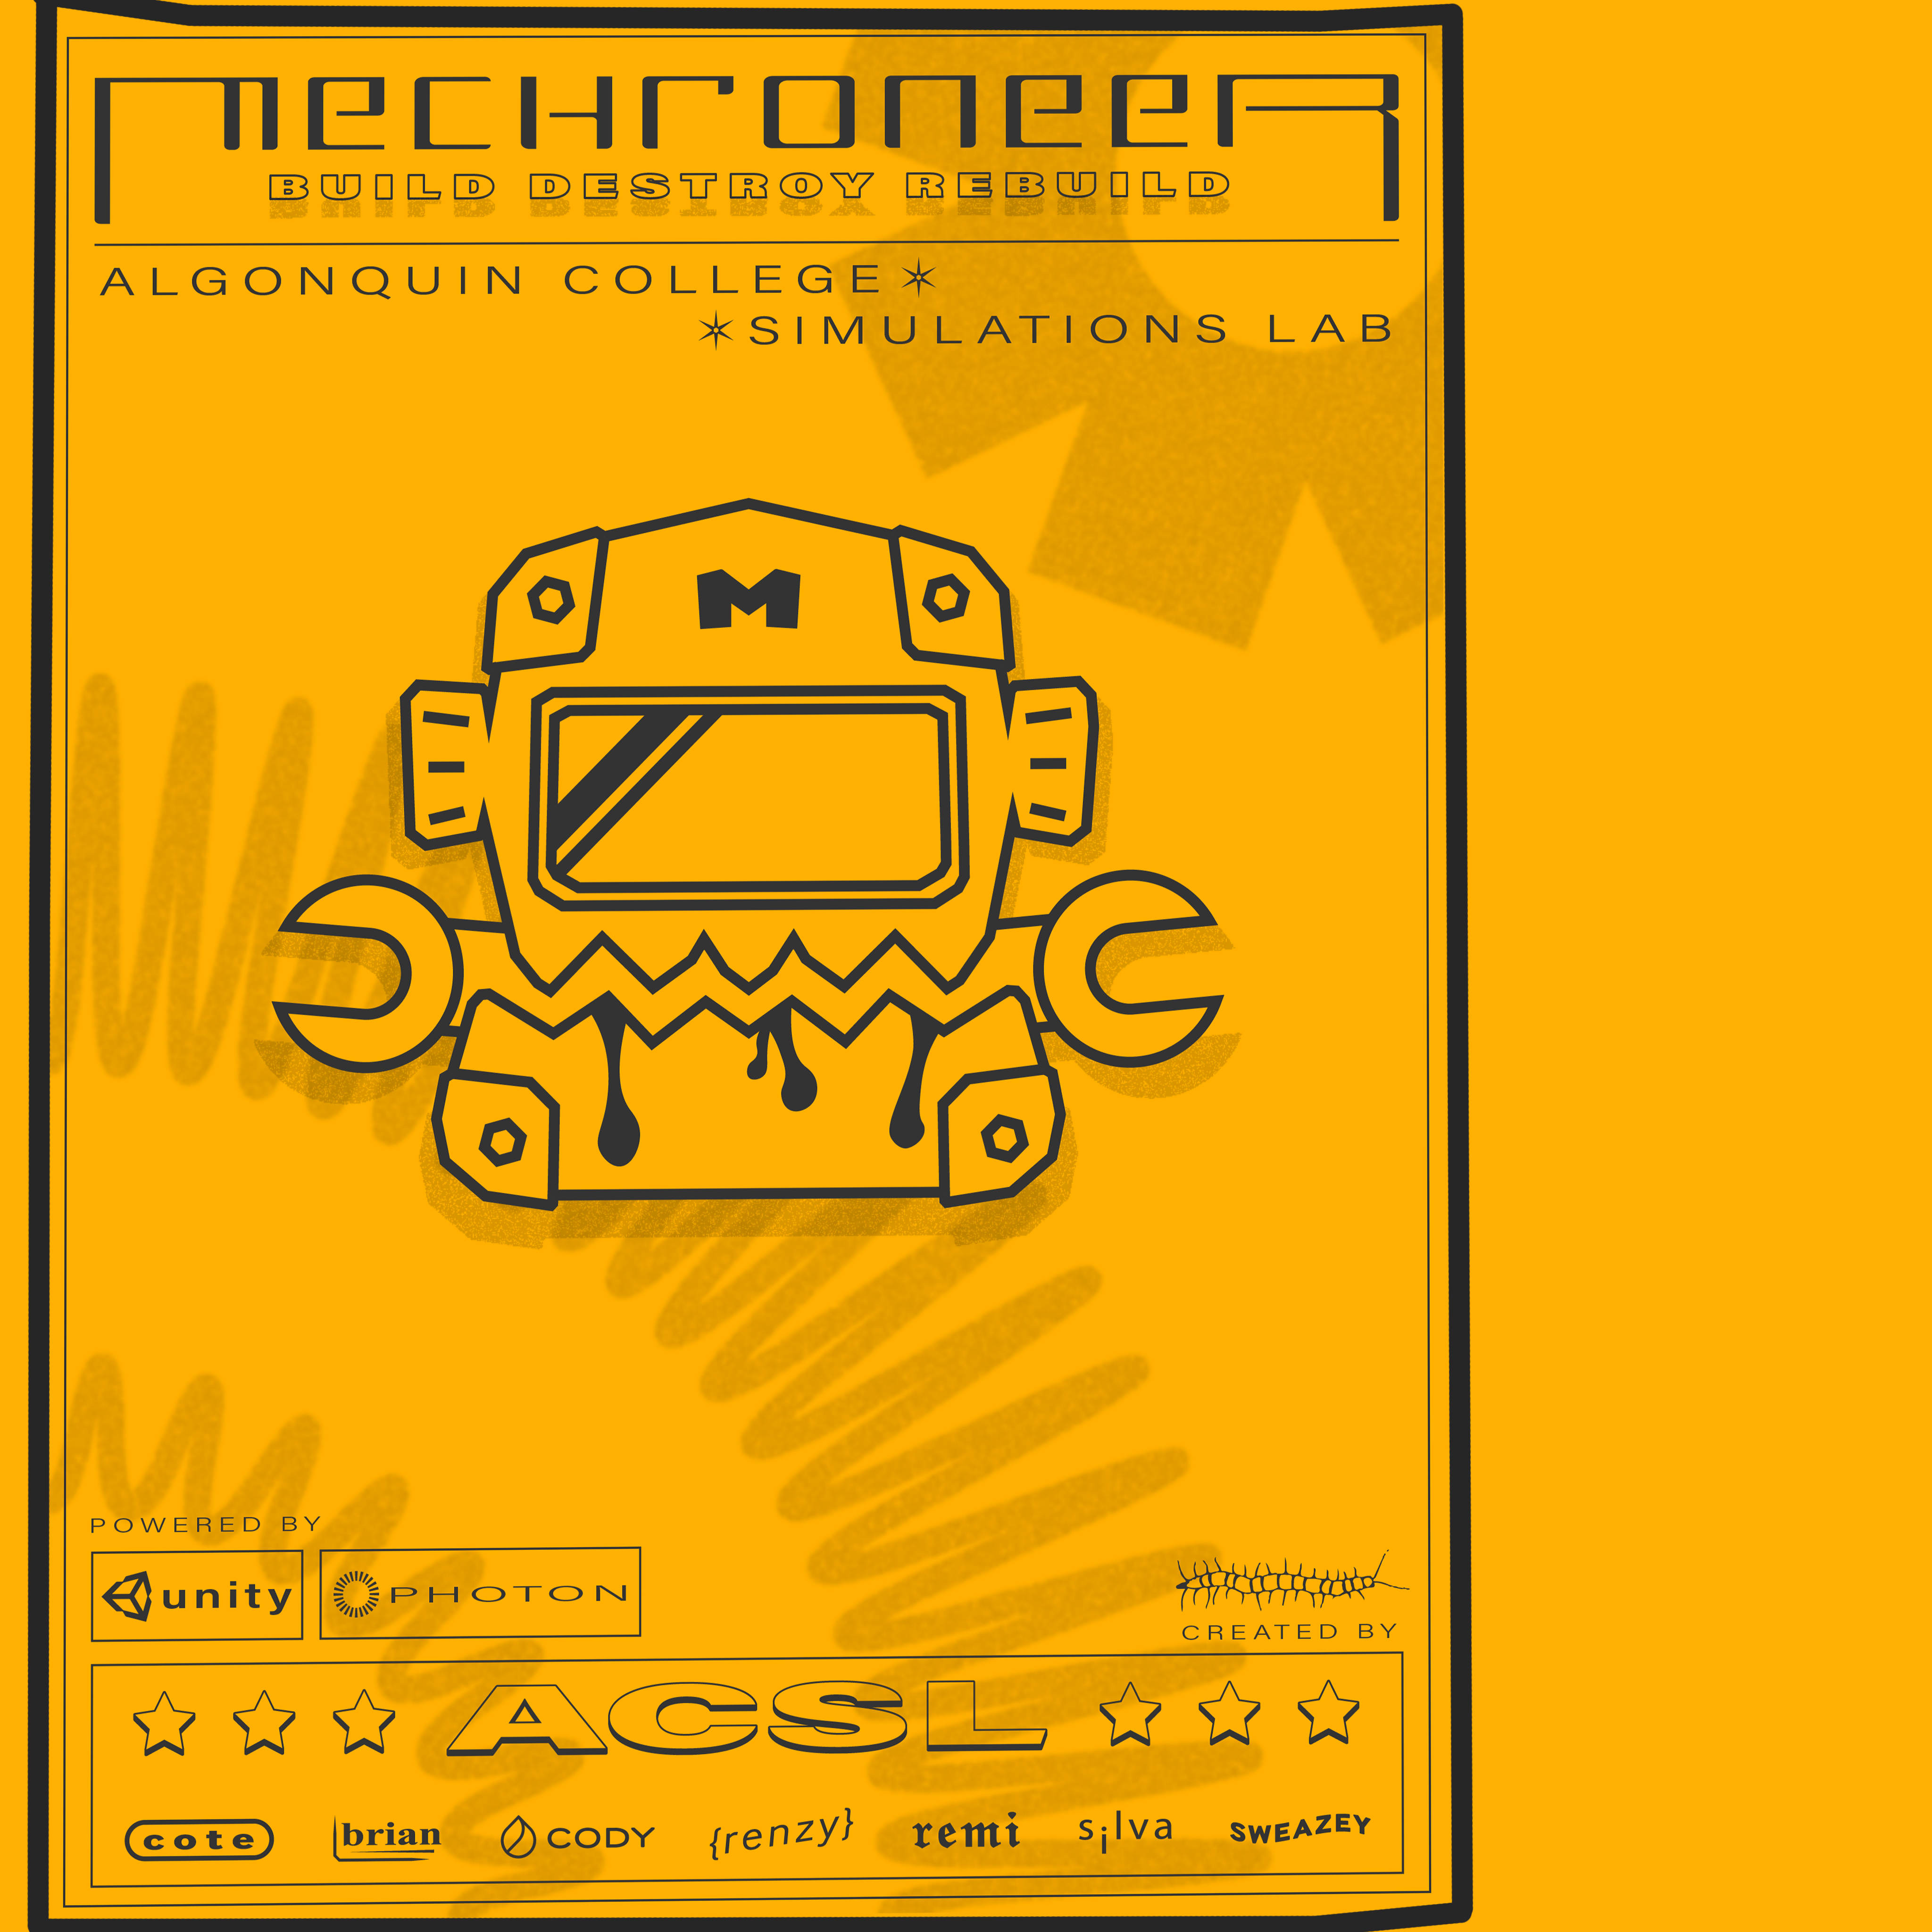 MECHRONEER
BUILD DESTROY REBUILD
ALGONQUIN COLLEGE
SIMULATIONS LAB
M
POWERED BY
unity
PHOTON
CREATED BY
ACSL
cote
brian
CODY
{renzy}
remi
silva
SWEAZEY